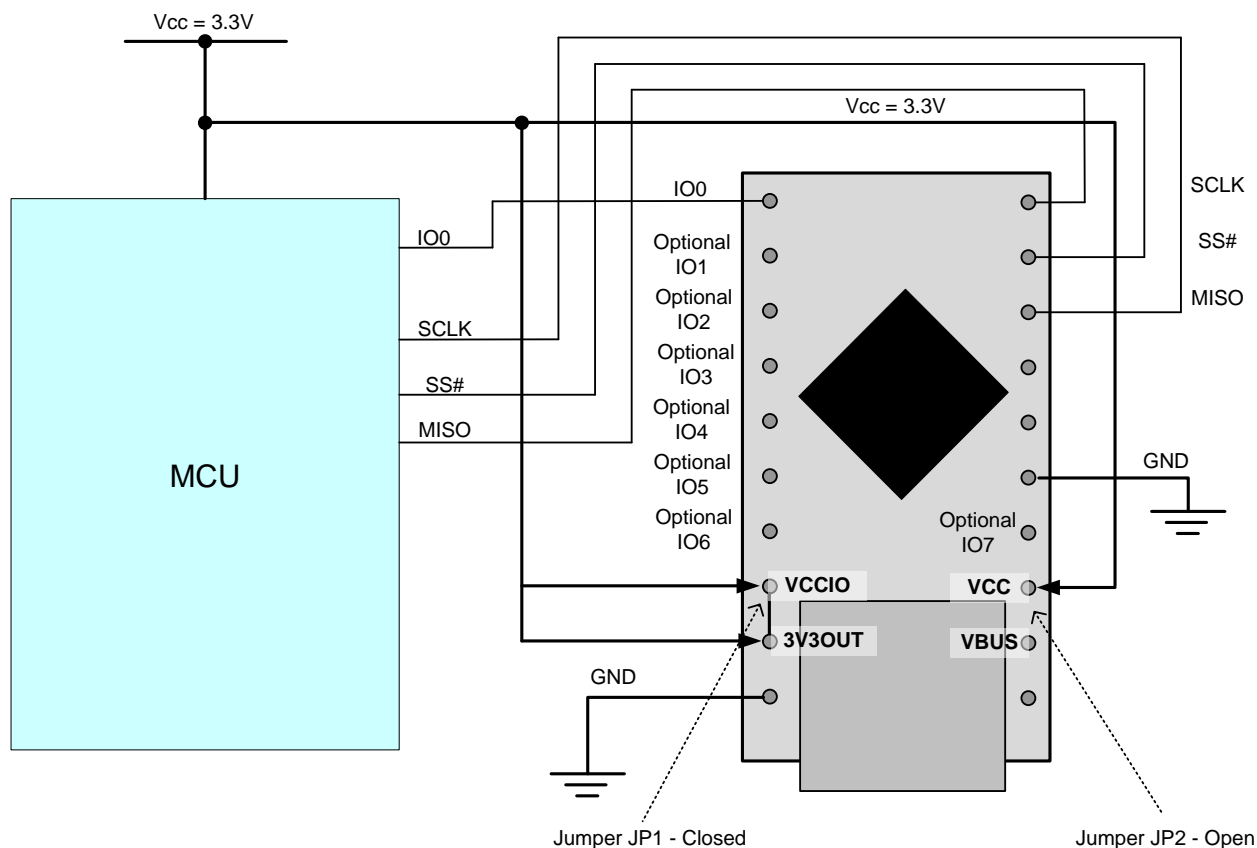 Vcc = 3.3V
Vcc = 3.3V
IO0
SCLK
IO0
Optional
IO1
SS#
Optional
IO2
MISO
SCLK
Optional
IO3
SS#
Optional
IO4
MISO
MCU
Optional
IO5
GND
Optional
IO6
Optional
IO7
VCCIO
VCC
3V3OUT
VBUS
GND
Jumper JP1 - Closed
Jumper JP2 - Open